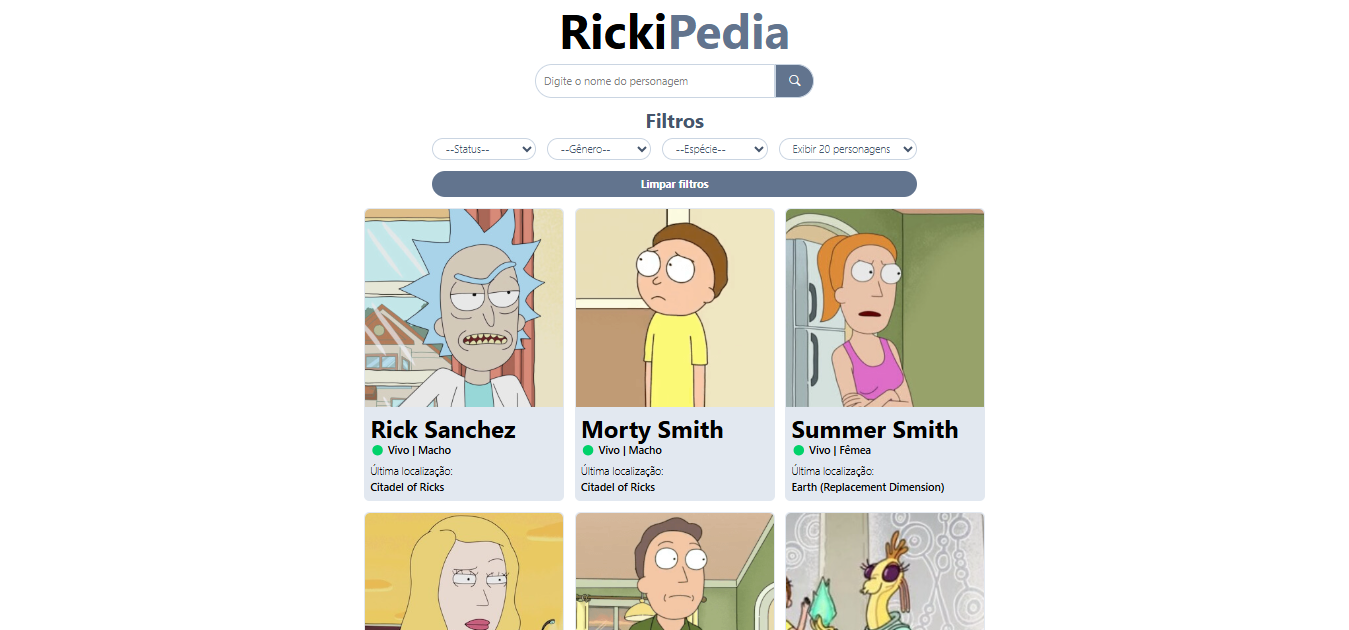 RickiPedia
Digite o nome do personagem
Filtros
--Status-- --Gênero-- --Espécie-- Exibir 20 personagens
Limpar filtros
Rick Sanchez
Vivo | Macho
Última localização:
Citadel of Ricks
Morty Smith
Vivo | Macho
Última localização:
Citadel of Ricks
Summer Smith
Vivo | Fêmea
Última localização:
Earth (Replacement Dimension)